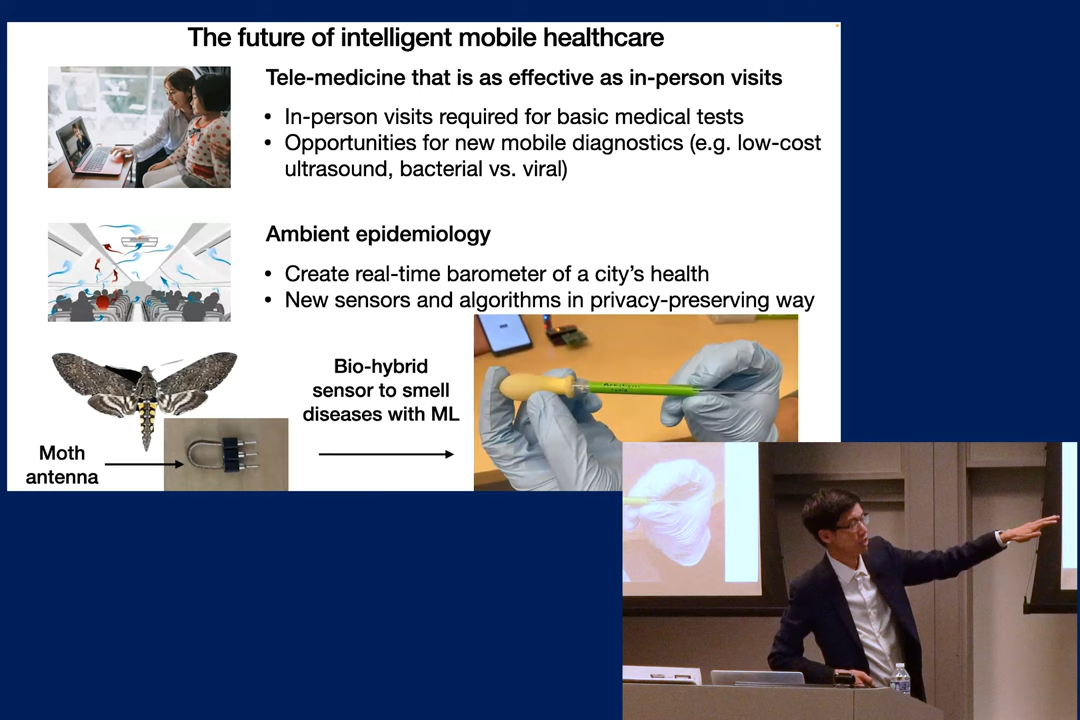 The future of intelligent mobile healthcare
Tele-medicine that is as effective as in-person visits
• In-person visits required for basic medical tests
• Opportunities for new mobile diagnostics (e.g. low-cost
ultrasound, bacterial vs. viral)
Ambient epidemiology
• Create real-time barometer of a city's health
• New sensors and algorithms in privacy-preserving way
Bio-hybrid
sensor to smell
diseases with ML
Moth
antenna